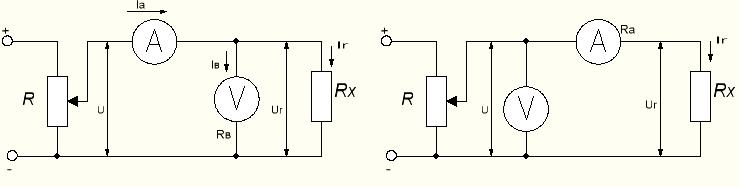 Ia
+
A
Ir
Iв
R
U
V
Ur
Rx
Rв
-
+
A
Ra
Ir
R
U
V
Ur
Rx
-